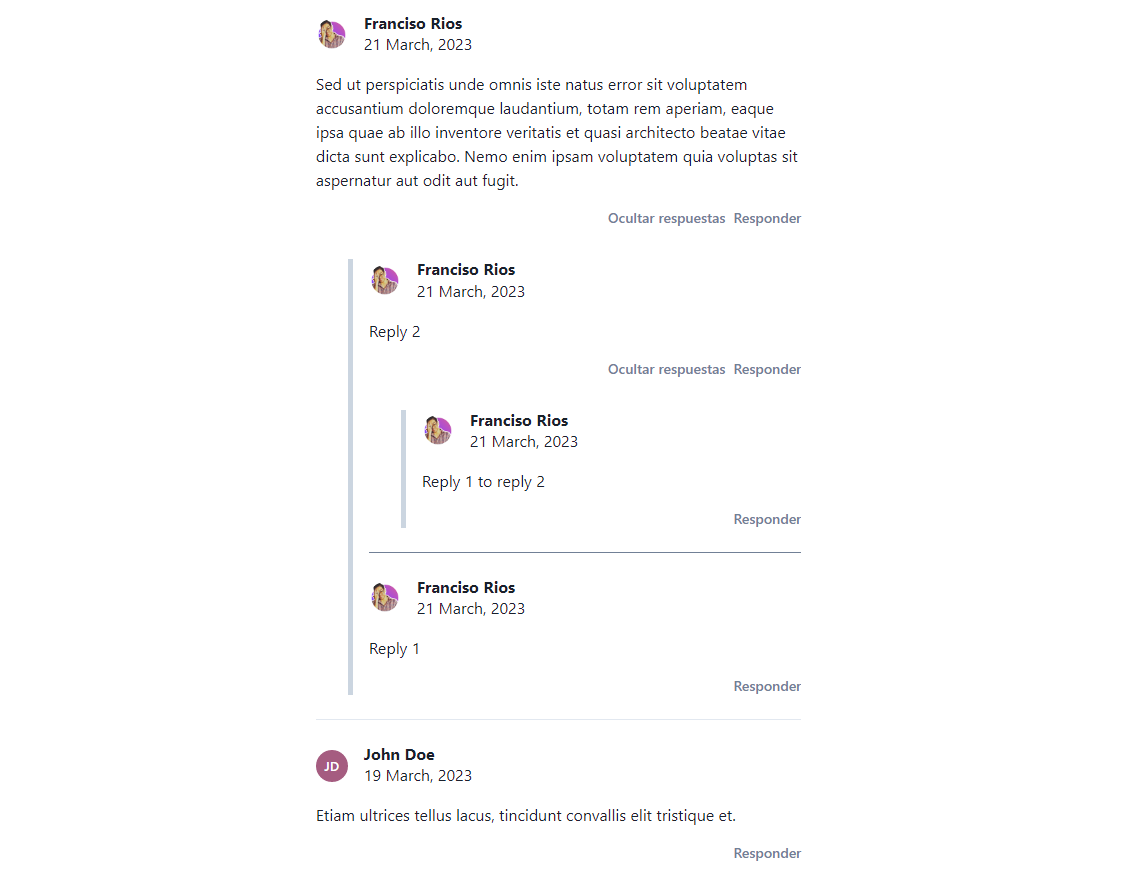 Franciso Rios
21 March, 2023
Sed ut perspiciatis unde omnis iste natus error sit voluptatem
accusantium doloremque laudantium, totam rem aperiam, eaque
ipsa quae ab illo inventore veritatis et quasi architecto beatae vitae
dicta sunt explicabo. Nemo enim ipsam voluptatem quia voluptas sit
aspernatur aut odit aut fugit.
Ocultar respuestas Responder
Franciso Rios
21 March, 2023
Reply 2
Ocultar respuestas Responder
Franciso Rios
21 March, 2023
Reply 1 to reply 2
Responder
Franciso Rios
21 March, 2023
Reply 1
Responder
JD
John Doe
19 March, 2023
Etiam ultrices tellus lacus, tincidunt convallis elit tristique et.
Responder